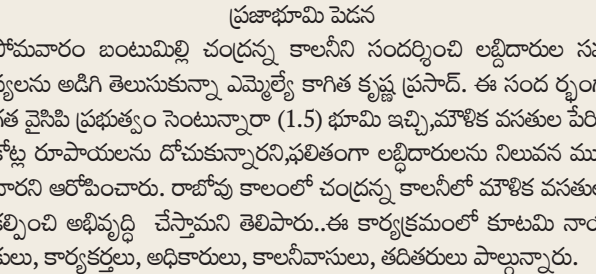 ప్రజాభూమి పెడన
సోమవారం బంటుమిల్లి చంద్రన్న కాలనీని సందర్శించి లబ్దిదారుల సమ
స్యలను అడిగి తెలుసుకున్నా ఎమ్మెల్యే కాగిత కృష్ణ ప్రసాద్. ఈ సంద ర్భంగ
గత వైసిపి ప్రభుత్వం సెంటున్నారా (1.5) భూమి ఇచ్చి,మౌళిక వసతుల పేరి
కోట్ల రూపాయలను దోచుకున్నారని,ఫలితంగా లబ్ధిదారులను నిలువన ము
చారని ఆరోపించారు. రాబోవు కాలంలో చంద్రన్న కాలనీలో మౌళిక వసతుల
కల్పించి అభివృద్ధి చేస్తామని తెలిపారు..ఈ కార్యక్రమంలో కూటమి నాయ
కులు, కార్యకర్తలు, అధికారులు, కాలనీవాసులు, తదితరులు పాల్గున్నారు.